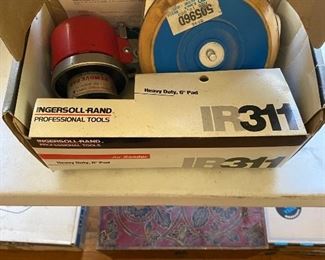 S0596D
Heavy Duty, 6" Pad
INGERSOLL-RAND
PROFESSIONAL TOOLS
IR311
INGERSOLL-RAND
PROFESSIONAL TOOLS
Air Sander
Heavy Duty, 6" Pad
IR311